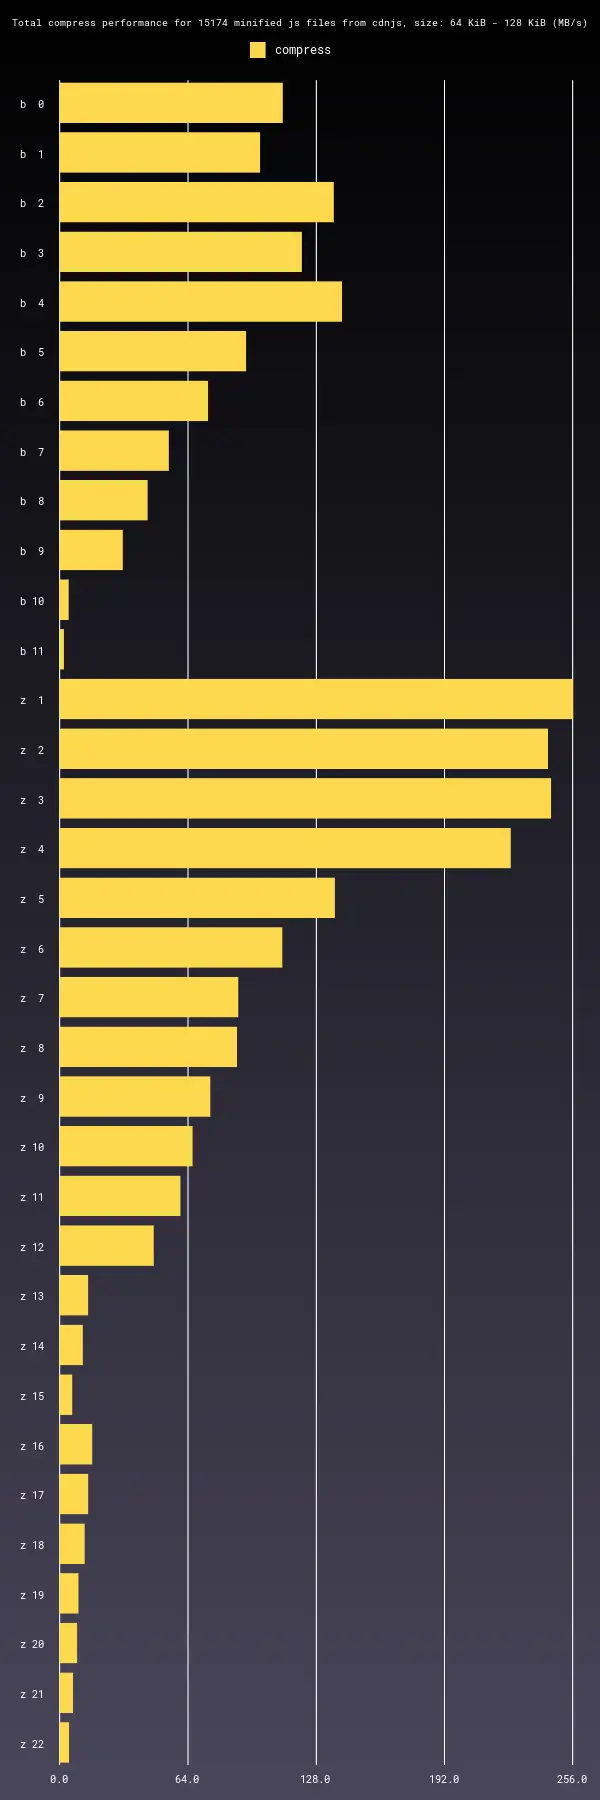 Total compress performance for 15174 minified js files from cdnjs, size: 64 KiB - 128 KiB (MB/s)
compress
b 0
b 1
b 2
b 3
b 4
b 5
b 6
b 7
b 8
b 9
b 10
b 11
z 1
z 2
z 3
z 4
z 5
z 6
z 7
z 8
z 9
z 10
z 11
z 12
z 13
z 14
z 15
z 16
z 17
z 18
z 19
z 20
z 21
z 22
0.0 64.0 128.0 192.0 256.0